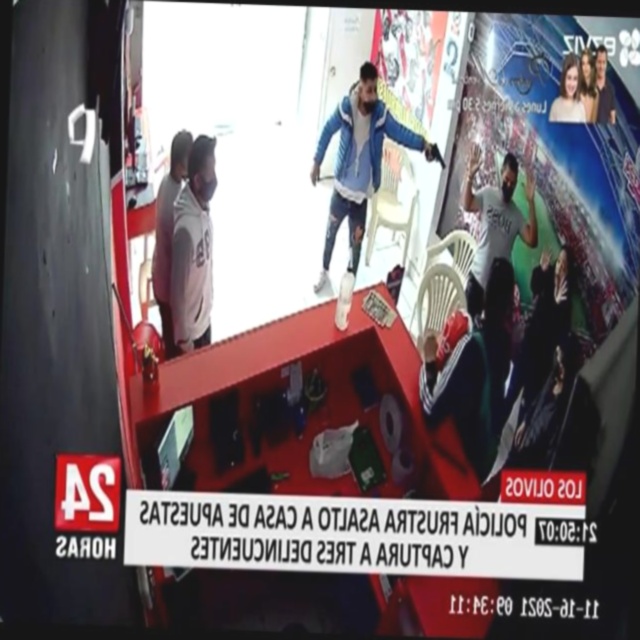 EZVIZ
LOS OLIVOS
21:50:07
POLICÍA FRUSTRA ASALTO A CASA DE APUESTAS
Y CAPTURA A TRES DELINCUENTES
24
HORAS
11-16-2021 09:34:11